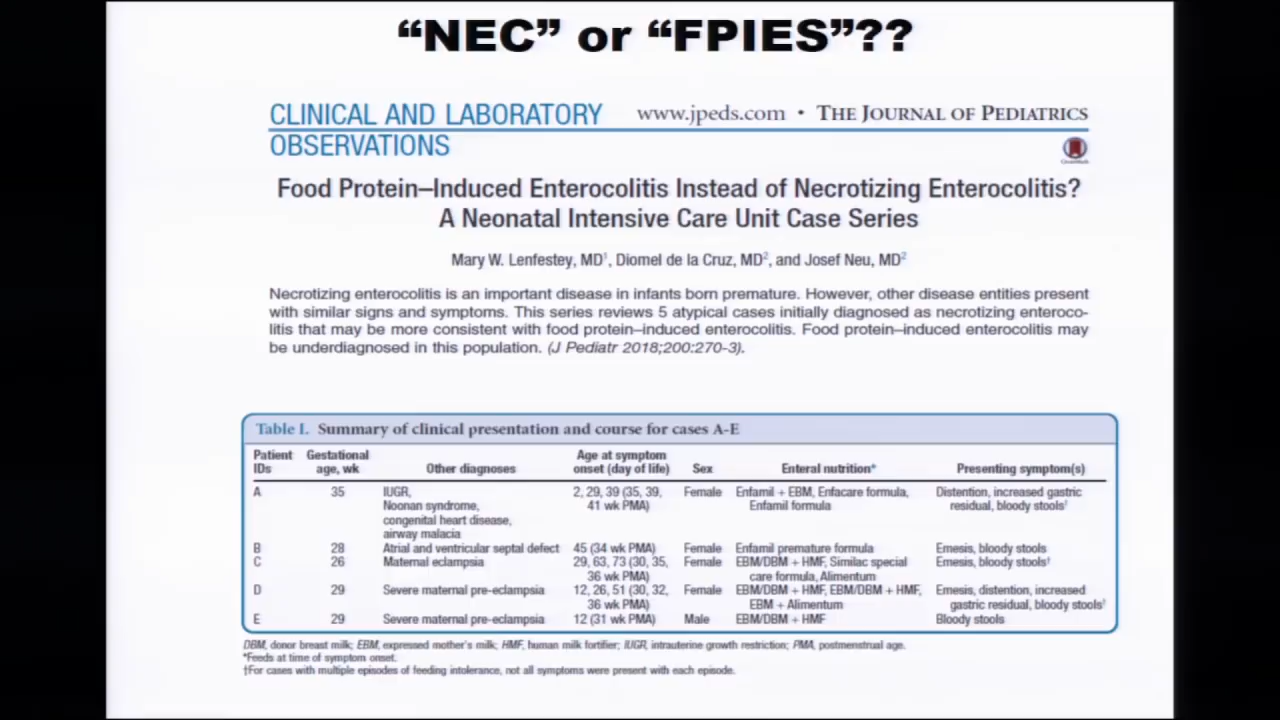 “NEC” or “FPIES”??
CLINICAL AND LABORATORY OBSERVATIONS
www.jpeds.com • THE JOURNAL OF PEDIATRICS
Food Protein–Induced Enterocolitis Instead of Necrotizing Enterocolitis?
A Neonatal Intensive Care Unit Case Series
Mary W. Lenfestey, MD¹, Diomel de la Cruz, MD², and Josef Neu, MD²
Necrotizing enterocolitis is an important disease in infants born premature. However, other disease entities present
with similar signs and symptoms. This series reviews 5 atypical cases initially diagnosed as necrotizing enteroco-
litis that may be more consistent with food protein–induced enterocolitis. Food protein–induced enterocolitis may
be underdiagnosed in this population. (J Pediatr 2018;200:270-3).
Table I. Summary of clinical presentation and course for cases A-E
Patient IDs Gestational age, wk Other diagnoses Age at symptom onset (day of life) Sex Enteral nutrition* Presenting symptom(s)
A 35 IUGR, Noonan syndrome, congenital heart disease, airway malacia 2, 29, 39 (35, 39, 41 wk PMA) Female Enfamil + EBM, Enfacare formula, Enfamil formula Distention, increased gastric residual, bloody stools†
B 28 Atrial and ventricular septal defect 45 (34 wk PMA) Female Enfamil premature formula Emesis, bloody stools
C 26 Maternal eclampsia 29, 63, 73 (30, 35, 36 wk PMA) Female EBM/DBM + HMF, Similac special care formula, Alimentum Emesis, bloody stools†
D 29 Severe maternal pre-eclampsia 12, 26, 51 (30, 32, 36 wk PMA) Female EBM/DBM + HMF, EBM/DBM + HMF, EBM + Alimentum Emesis, distention, increased gastric residual, bloody stools†
E 29 Severe maternal pre-eclampsia 12 (31 wk PMA) Male EBM/DBM + HMF Bloody stools
DBM, donor breast milk; EBM, expressed mother's milk; HMF, human milk fortifier; IUGR, intrauterine growth restriction; PMA, postmenstrual age.
*Feeds at time of symptom onset.
†For cases with multiple episodes of feeding intolerance, not all symptoms were present with each episode.